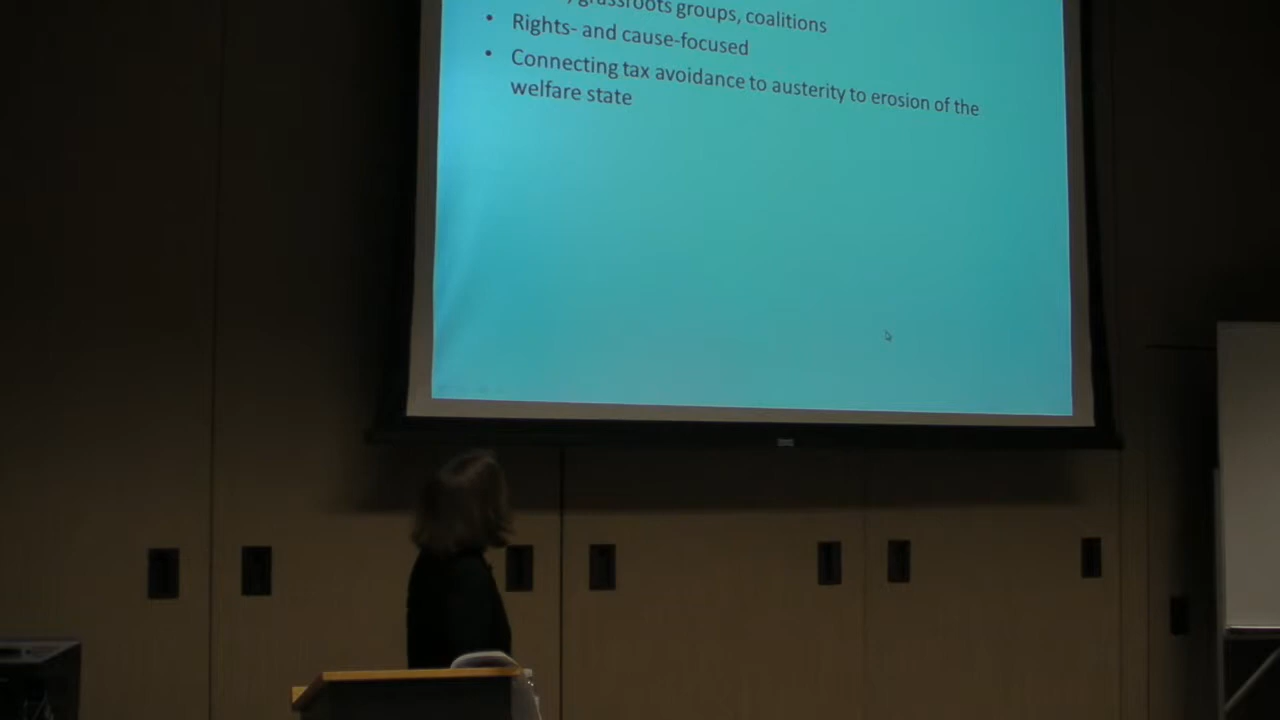 grassroots groups, coalitions
• Rights- and cause-focused
• Connecting tax avoidance to austerity to erosion of the
welfare state